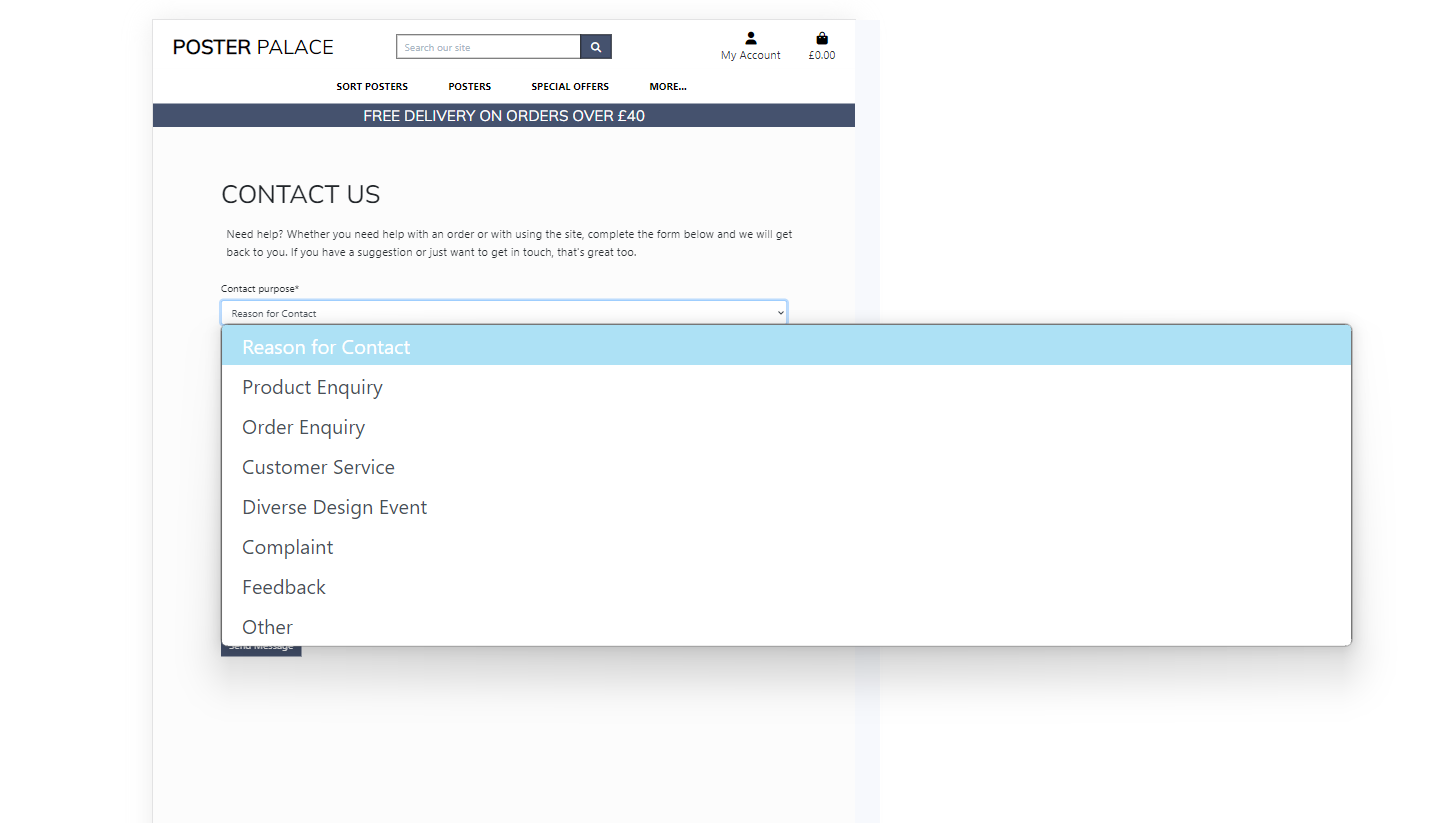 POSTER PALACE
Search our site
My Account
£0.00
SORT POSTERS POSTERS SPECIAL OFFERS MORE...
FREE DELIVERY ON ORDERS OVER £40
CONTACT US
Need help? Whether you need help with an order or with using the site, complete the form below and we will get
back to you. If you have a suggestion or just want to get in touch, that's great too.
Contact purpose*
Reason for Contact
Reason for Contact
Product Enquiry
Order Enquiry
Customer Service
Diverse Design Event
Complaint
Feedback
Other
Send Message